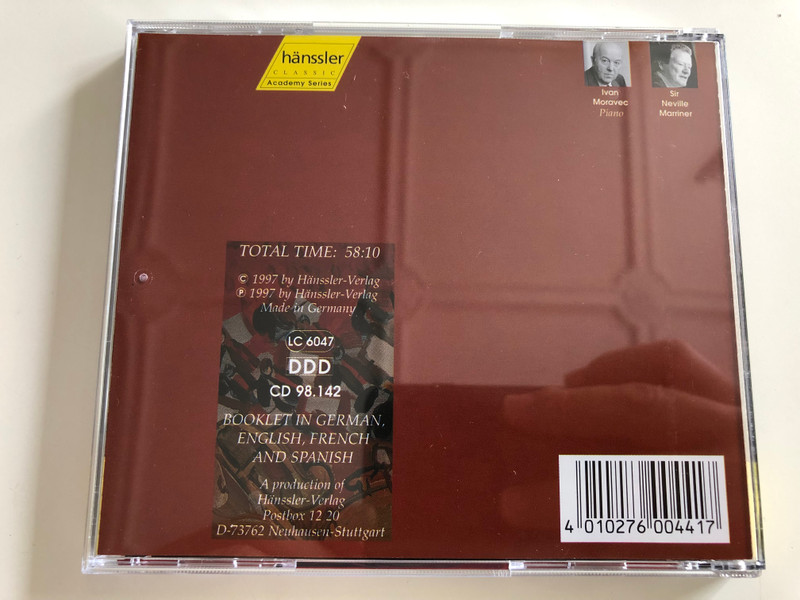 hänssler
CLASSIC
Academy Series
Ivan
Moravec
Piano
Sir
Neville
Marriner
TOTAL TIME: 58:10
© 1997 by Hänssler-Verlag
℗ 1997 by Hänssler-Verlag
Made in Germany
LC 6047
DDD
CD 98.142
BOOKLET IN GERMAN,
ENGLISH, FRENCH
AND SPANISH
A production of
Hänssler-Verlag
Postbox 12 20
D-73762 Neuhausen-Stuttgart
4 010276 004417